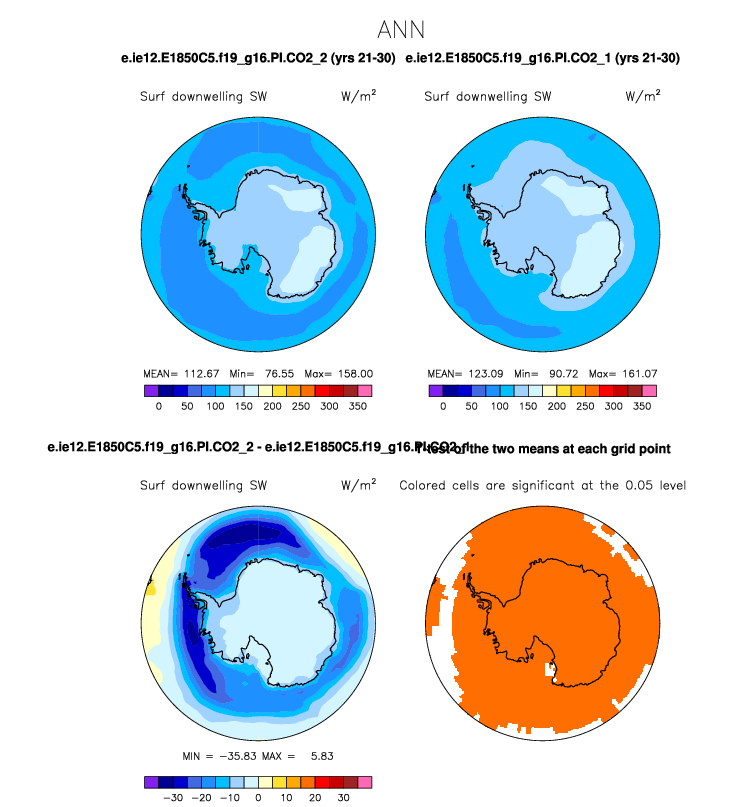 ANN
e.ie12.E1850C5.f19_g16.PI.CO2_2 (yrs 21-30) e.ie12.E1850C5.f19_g16.PI.CO2_1 (yrs 21-30)
Surf downwelling SW W/m² Surf downwelling SW W/m²
MEAN= 112.67 Min= 76.55 Max= 158.00 MEAN= 123.09 Min= 90.72 Max= 161.07
0 50 100 150 200 250 300 350 0 50 100 150 200 250 300 350
e.ie12.E1850C5.f19_g16.PI.CO2_2 - e.ie12.E1850C5.f19_g16.PI.CO2_1 T-test of the two means at each grid point
Surf downwelling SW W/m² Colored cells are significant at the 0.05 level
MIN = -35.83 MAX = 5.83
-30 -20 -10 0 10 20 30